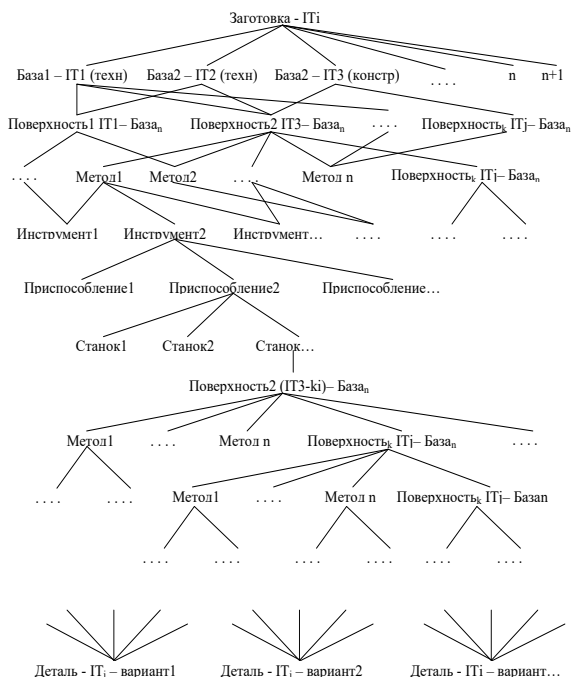 Заготовка - ITi
База1 – IT1 (техн) База2 – IT2 (техн) База2 – IT3 (констр) . . . . n n+1
Поверхность1 IT1– Базаn Поверхность2 IT3– Базаn . . . . Поверхностьk ITj– Базаn
. . . . Метод1 Метод2 . . . . Метод n Поверхностьk ITj– Базаn
Инструмент1 Инструмент2 Инструмент… . . . . . . . . . . . .
Приспособление1 Приспособление2 Приспособление…
Станок1 Станок2 Станок…
Поверхность2 (IT3-ki)– Базаn
Метод1 . . . . Метод n Поверхностьk ITj– Базаn . . . .
. . . . . . . . Метод1 . . . . Метод n Поверхностьk ITj– Базаn
. . . . . . . . . . . . . . . . . . . . . . . .
Деталь - ITi – вариант1 Деталь - ITi – вариант2 Деталь - ITi – вариант…